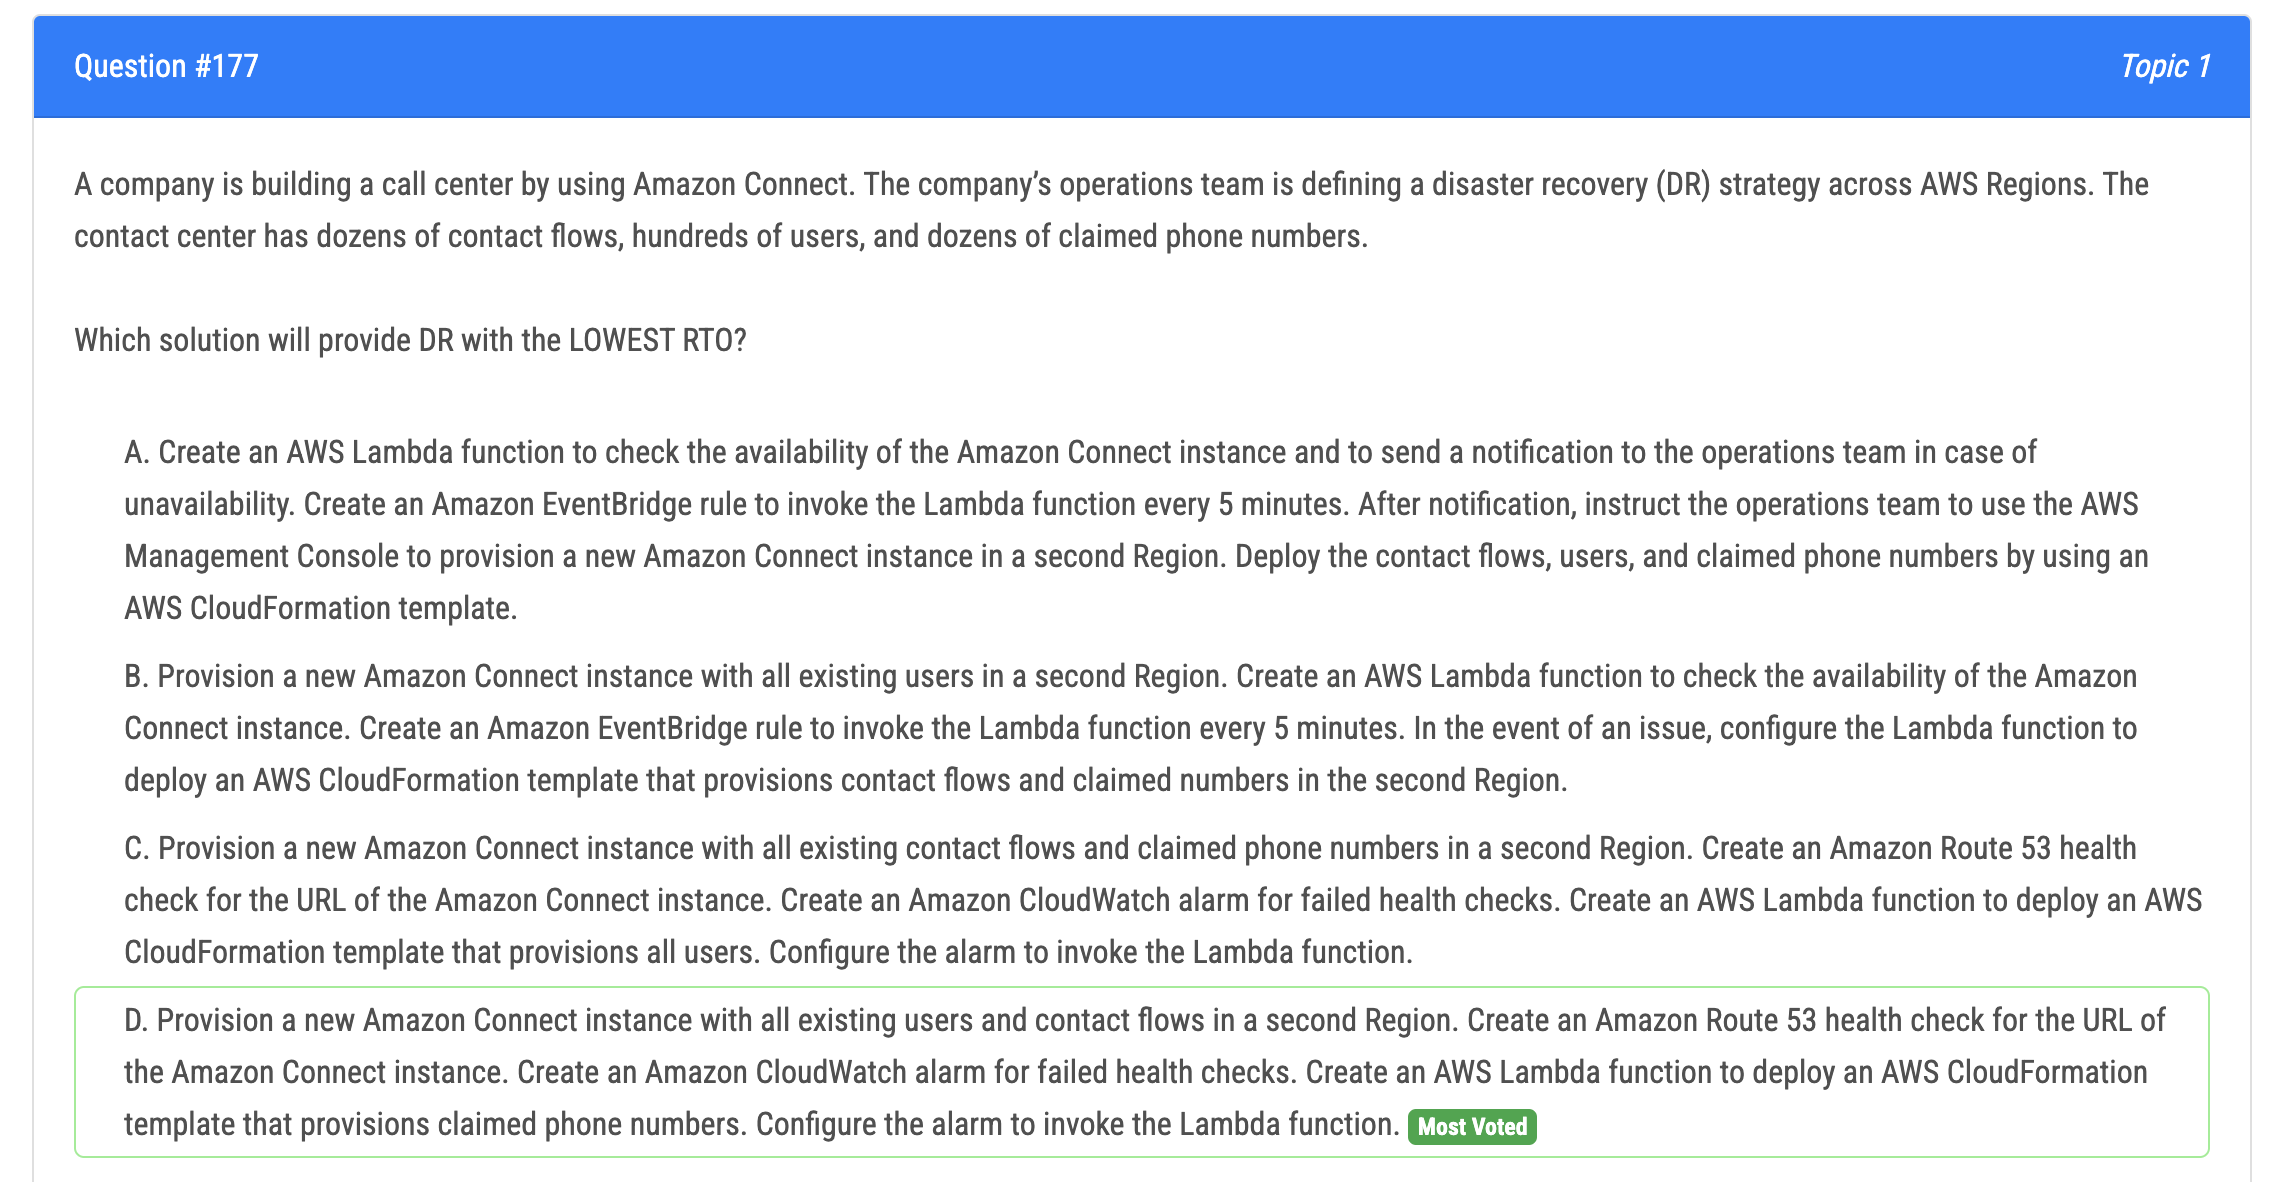 Question #177
Topic 1
A company is building a call center by using Amazon Connect. The company’s operations team is defining a disaster recovery (DR) strategy across AWS Regions. The
contact center has dozens of contact flows, hundreds of users, and dozens of claimed phone numbers.
Which solution will provide DR with the LOWEST RTO?
A. Create an AWS Lambda function to check the availability of the Amazon Connect instance and to send a notification to the operations team in case of
unavailability. Create an Amazon EventBridge rule to invoke the Lambda function every 5 minutes. After notification, instruct the operations team to use the AWS
Management Console to provision a new Amazon Connect instance in a second Region. Deploy the contact flows, users, and claimed phone numbers by using an
AWS CloudFormation template.
B. Provision a new Amazon Connect instance with all existing users in a second Region. Create an AWS Lambda function to check the availability of the Amazon
Connect instance. Create an Amazon EventBridge rule to invoke the Lambda function every 5 minutes. In the event of an issue, configure the Lambda function to
deploy an AWS CloudFormation template that provisions contact flows and claimed numbers in the second Region.
C. Provision a new Amazon Connect instance with all existing contact flows and claimed phone numbers in a second Region. Create an Amazon Route 53 health
check for the URL of the Amazon Connect instance. Create an Amazon CloudWatch alarm for failed health checks. Create an AWS Lambda function to deploy an AWS
CloudFormation template that provisions all users. Configure the alarm to invoke the Lambda function.
D. Provision a new Amazon Connect instance with all existing users and contact flows in a second Region. Create an Amazon Route 53 health check for the URL of
the Amazon Connect instance. Create an Amazon CloudWatch alarm for failed health checks. Create an AWS Lambda function to deploy an AWS CloudFormation
template that provisions claimed phone numbers. Configure the alarm to invoke the Lambda function. Most Voted